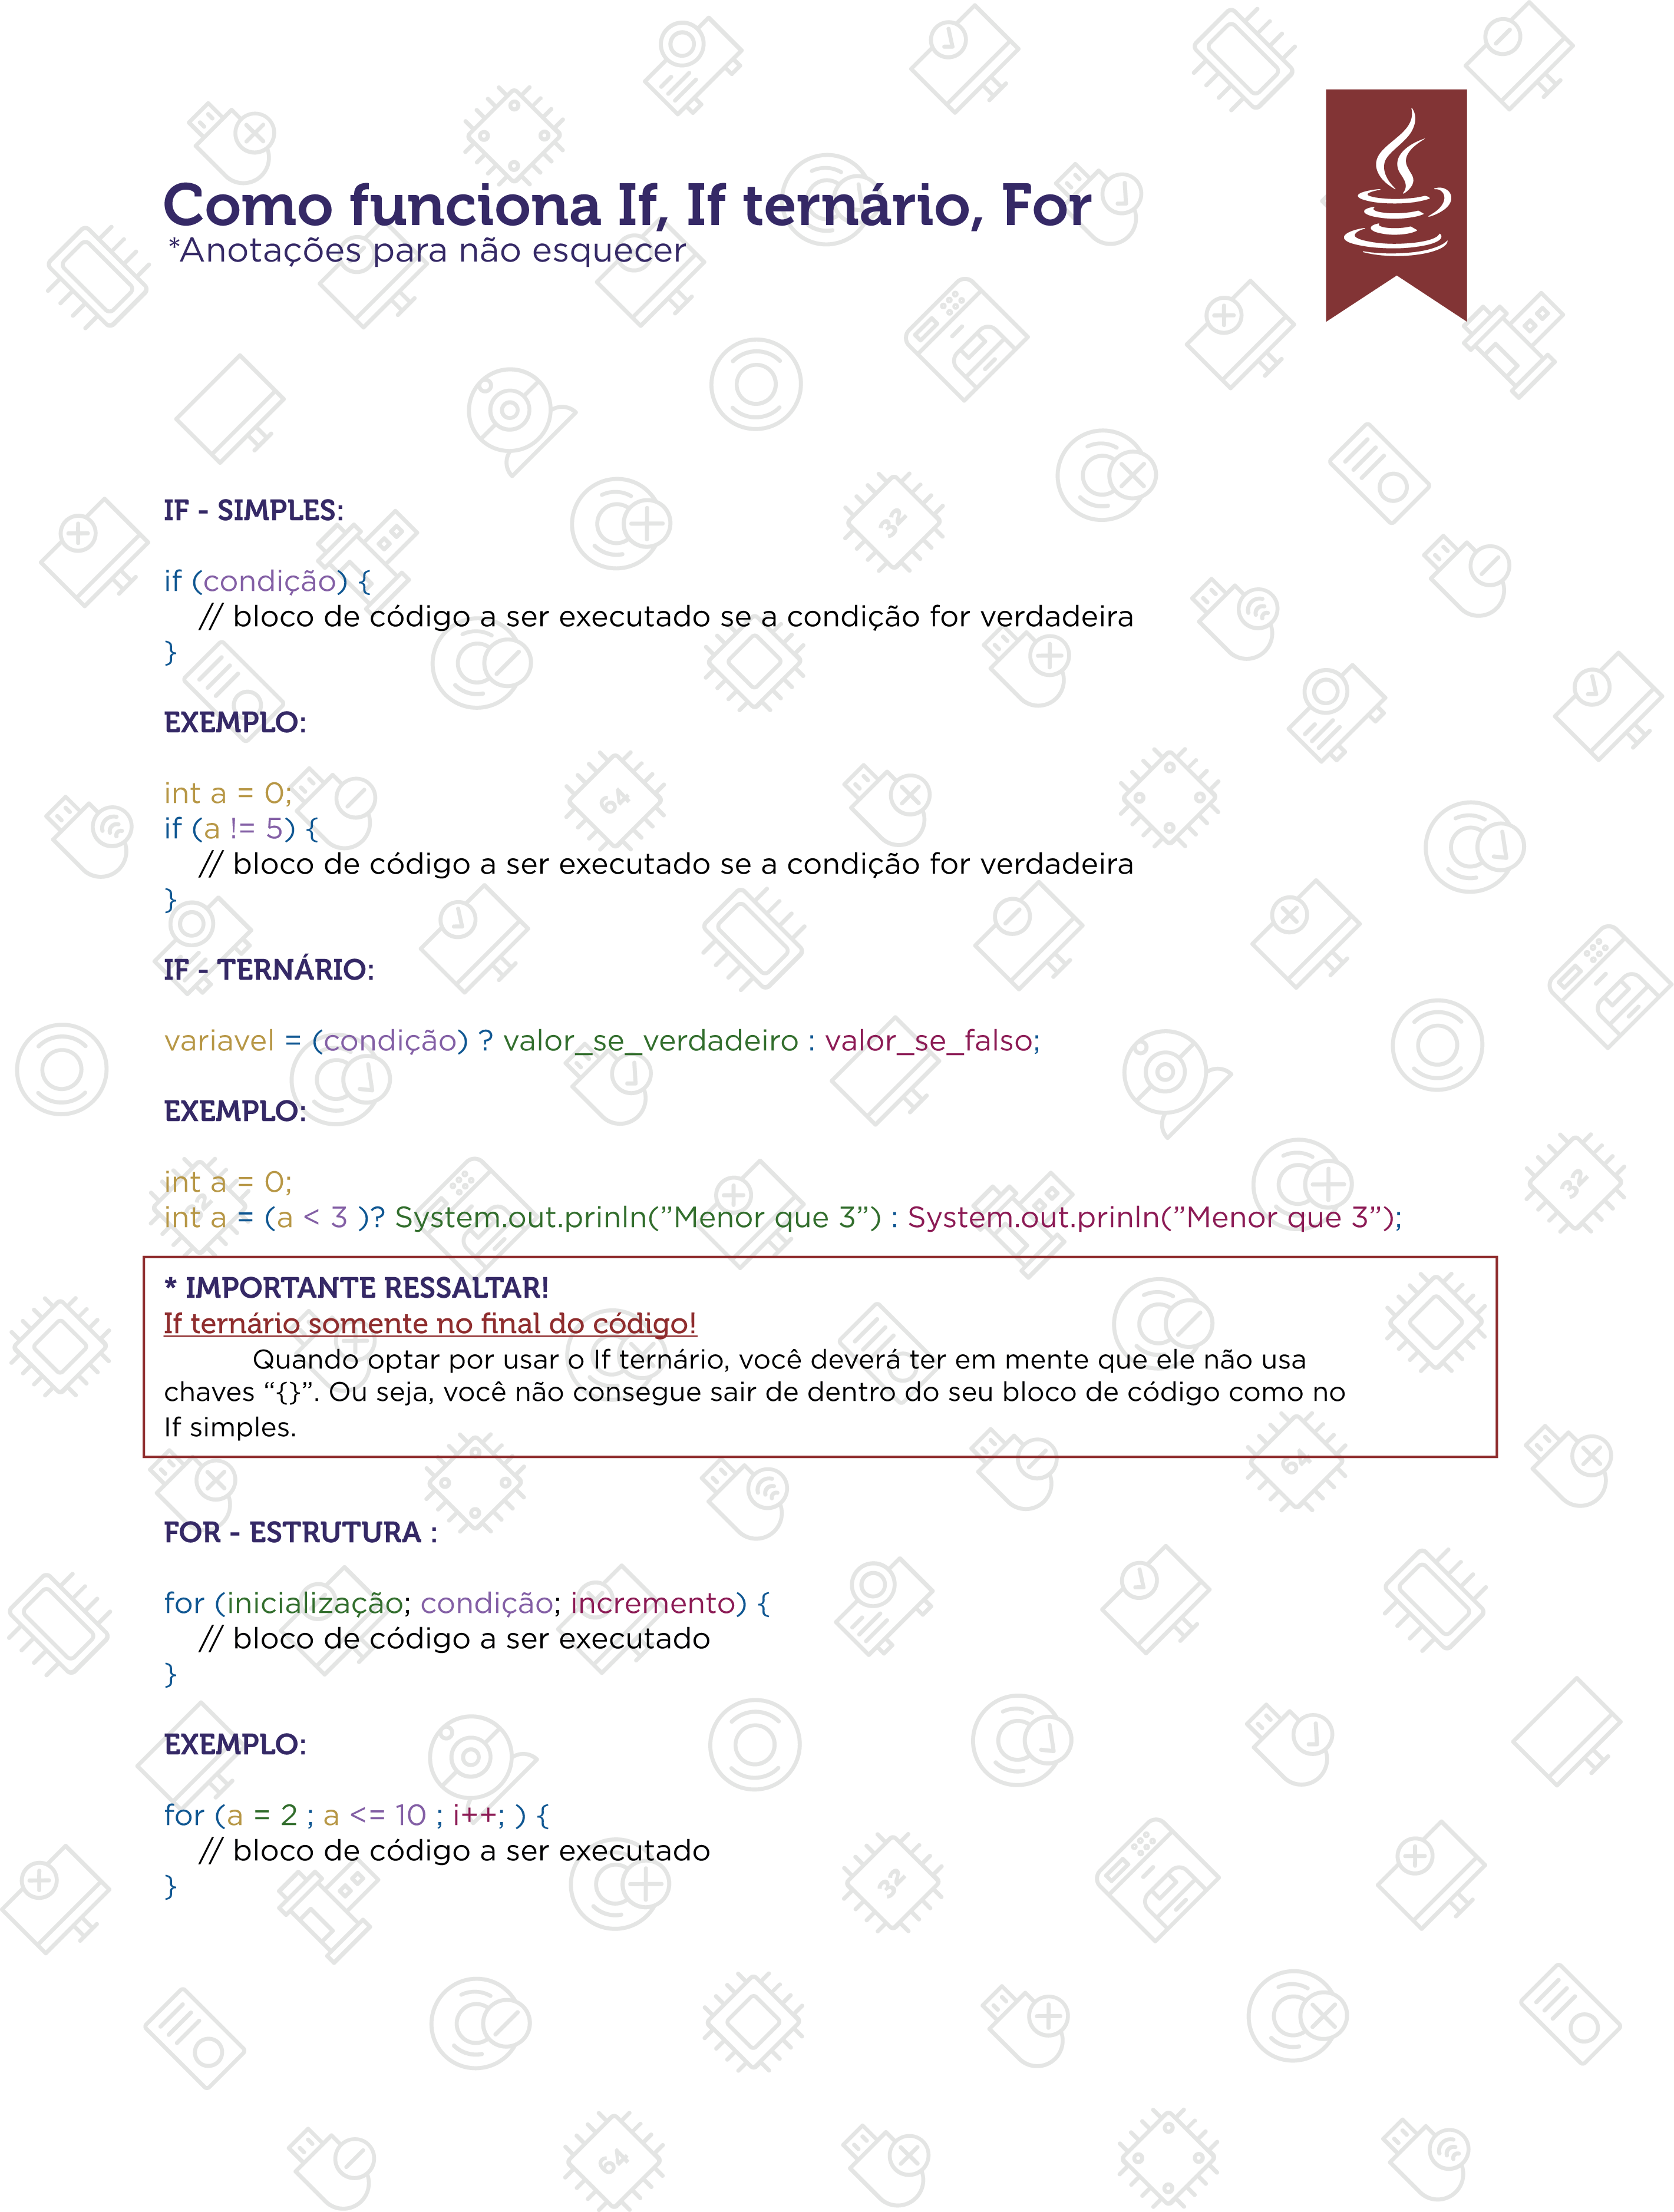 Como funciona If, If ternário, For
*Anotações para não esquecer
IF - SIMPLES:
if (condição) {
// bloco de código a ser executado se a condição for verdadeira
}
EXEMPLO:
int a = 0;
if (a != 5) {
// bloco de código a ser executado se a condição for verdadeira
}
IF - TERNÁRIO:
variavel = (condição) ? valor_se_verdadeiro : valor_se_falso;
EXEMPLO:
int a = 0;
int a = (a < 3 )? System.out.prinln(”Menor que 3”) : System.out.prinln(”Menor que 3”);
* IMPORTANTE RESSALTAR!
If ternário somente no final do código!
Quando optar por usar o If ternário, você deverá ter em mente que ele não usa
chaves “{}”. Ou seja, você não consegue sair de dentro do seu bloco de código como no
If simples.
FOR - ESTRUTURA :
for (inicialização; condição; incremento) {
// bloco de código a ser executado
}
EXEMPLO:
for (a = 2 ; a <= 10 ; i++; ) {
// bloco de código a ser executado
}